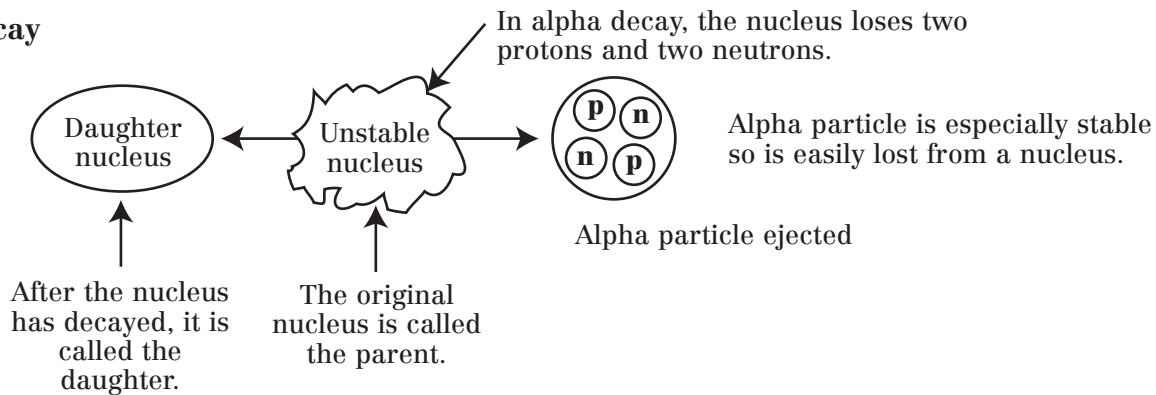 In alpha decay, the nucleus loses two
protons and two neutrons.
Daughter
nucleus
Unstable
nucleus
p
n
n
p
Alpha particle is especially stable
so is easily lost from a nucleus.
Alpha particle ejected
After the nucleus
has decayed, it is
called the
daughter.
The original
nucleus is called
the parent.